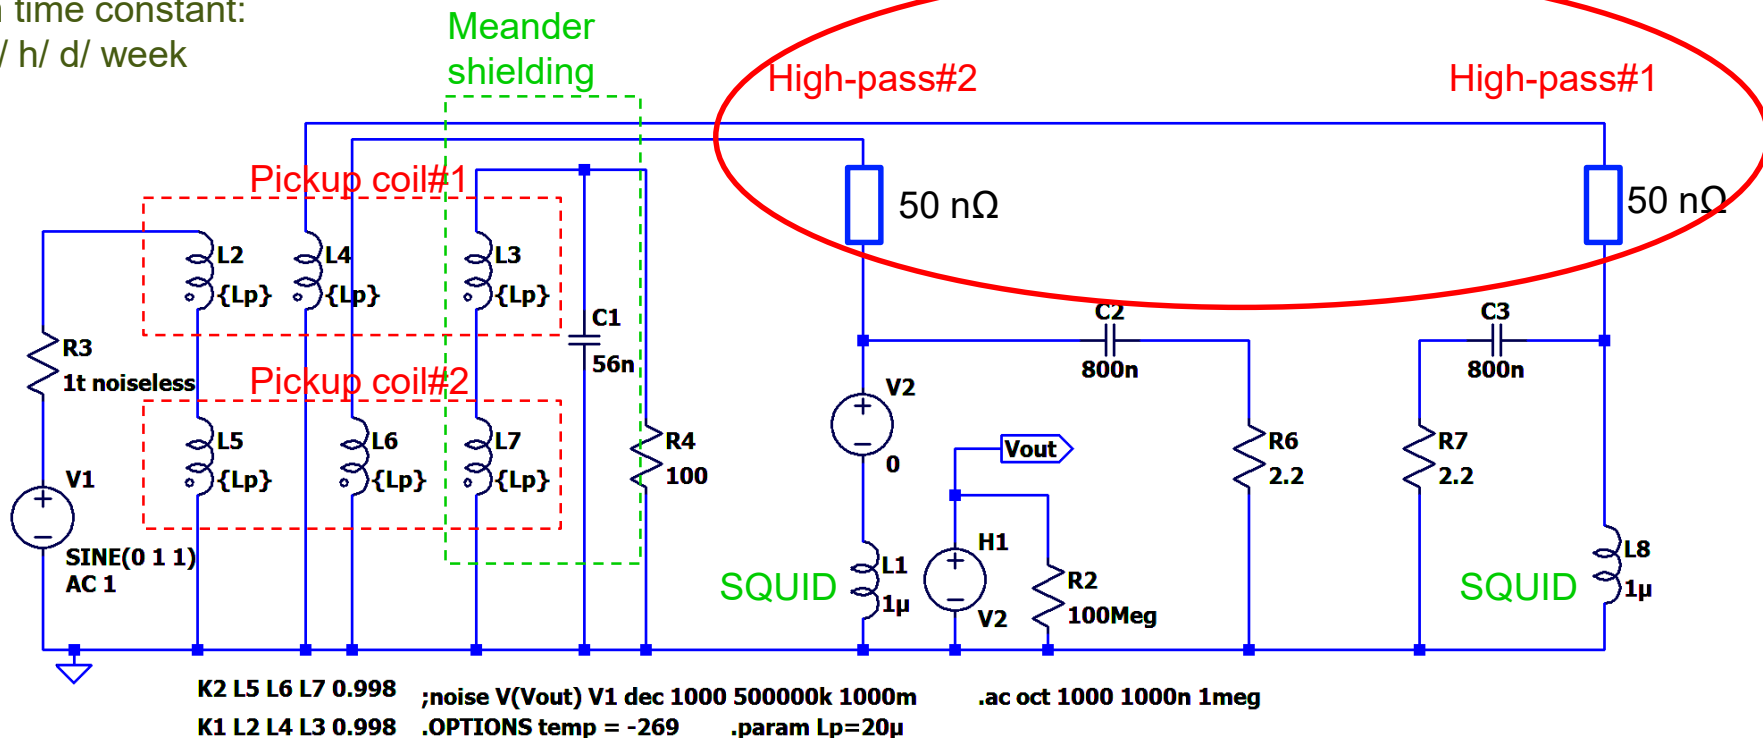 time constant:
/ h/ d/ week
Meander
shielding
High-pass#2
High-pass#1
Pickup coil#1
50 nΩ
50 nΩ
L2
{Lp}
L4
{Lp}
L3
{Lp}
C1
56n
C2
800n
C3
800n
R3
1t noiseless
Pickup coil#2
V2
0
L5
{Lp}
L6
{Lp}
L7
{Lp}
R4
100
Vout
R6
2.2
R7
2.2
V1
SINE(0 1 1)
AC 1
SQUID
L1
1µ
H1
V2
R2
100Meg
SQUID
L8
1µ
K2 L5 L6 L7 0.998
;noise V(Vout) V1 dec 1000 500000k 1000m
.ac oct 1000 1000n 1meg
K1 L2 L4 L3 0.998
.OPTIONS temp = -269
.param Lp=20µ